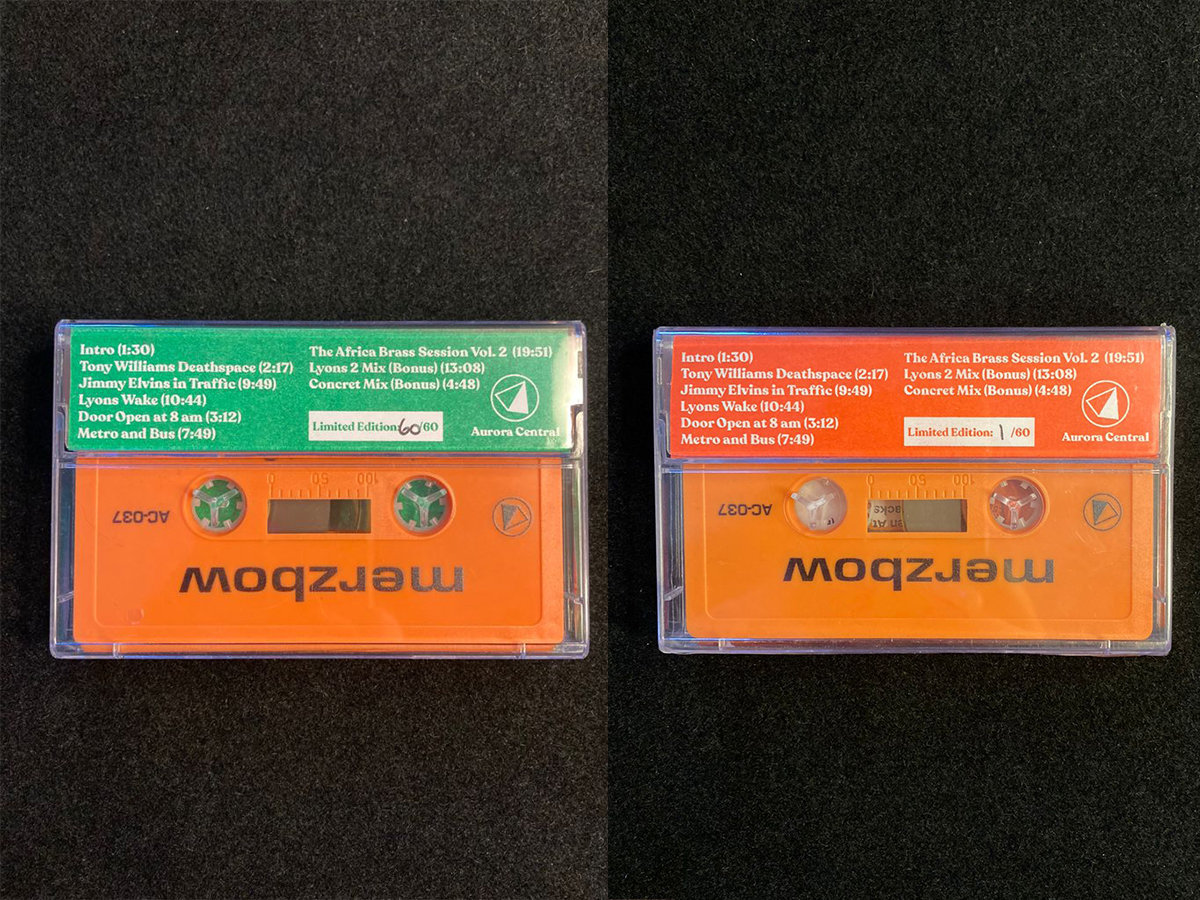 Intro (1:30)
Tony Williams Deathspace (2:17)
Jimmy Elvins in Traffic (9:49)
Lyons Wake (10:44)
Door Open at 8 am (3:12)
Metro and Bus (7:49)
The Africa Brass Session Vol. 2 (19:51)
Lyons 2 Mix (Bonus) (13:08)
Concret Mix (Bonus) (4:48)
Limited Edition: 60/60
Aurora Central
0 50 100
AC-037
merzbow
Intro (1:30)
Tony Williams Deathspace (2:17)
Jimmy Elvins in Traffic (9:49)
Lyons Wake (10:44)
Door Open at 8 am (3:12)
Metro and Bus (7:49)
The Africa Brass Session Vol. 2 (19:51)
Lyons 2 Mix (Bonus) (13:08)
Concret Mix (Bonus) (4:48)
Limited Edition: 1/60
Aurora Central
0 50 100
AC-037
merzbow